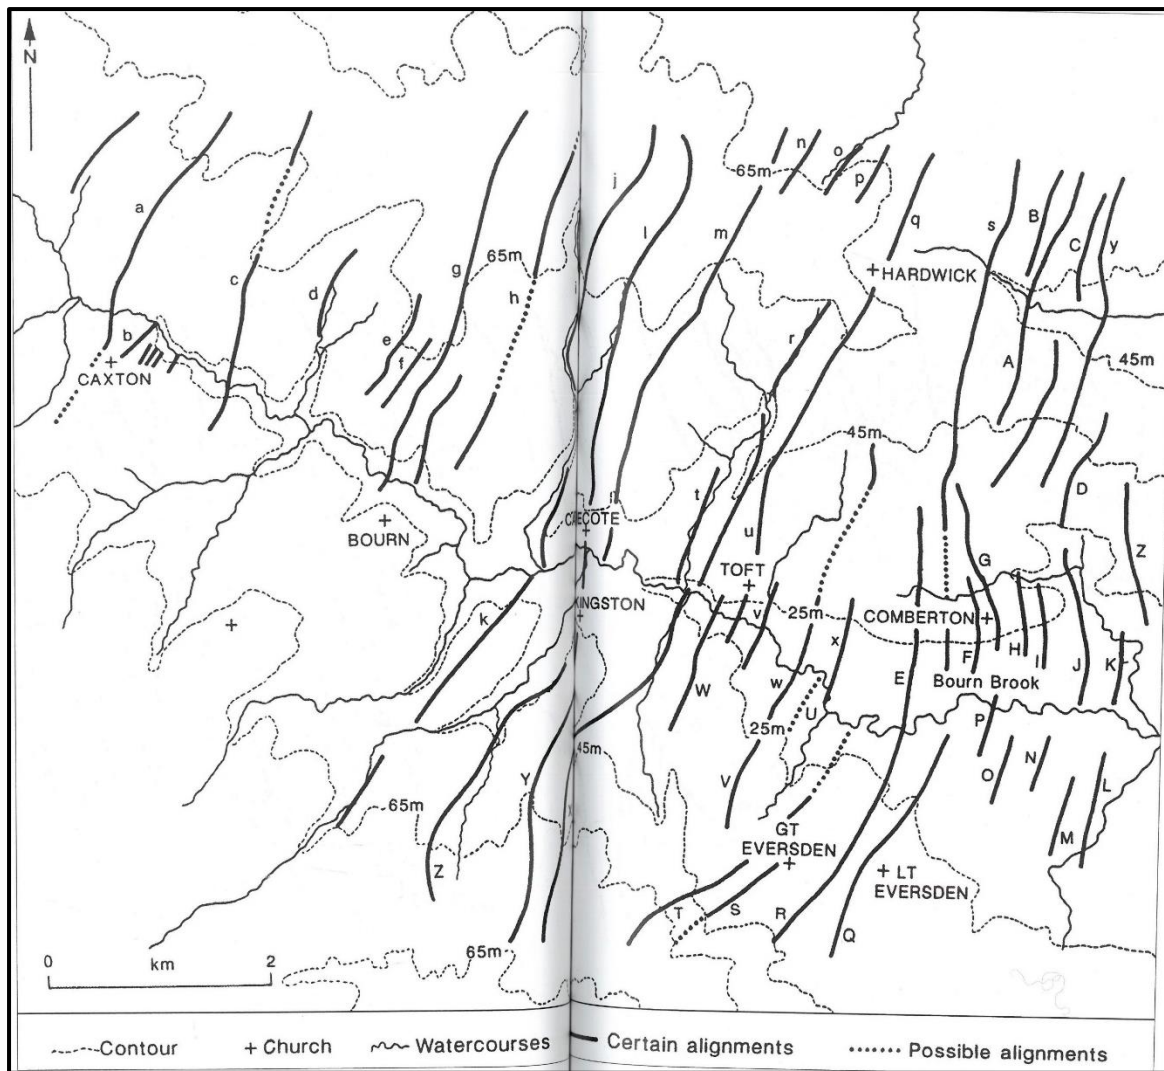 N
n
o
p
65m
j
l
m
q
s
B
C
y
a
HARDWICK
g
65m
h
c
d
r
b
e
f
CAXTON
A
45m
45m
t
D
Z
BOURN
u
G
TOFT
k
KINGSTON
v
25m
x
COMBERTON
F
H
I
J
K
W
w
E
Bourn Brook
U
P
25m
45m
Y
V
O
N
L
M
65m
GT
EVERSDEN
LT
EVERSDEN
Z
T
S
R
Q
65m
0 km 2
Contour
Church
Watercourses
Certain alignments
Possible alignments